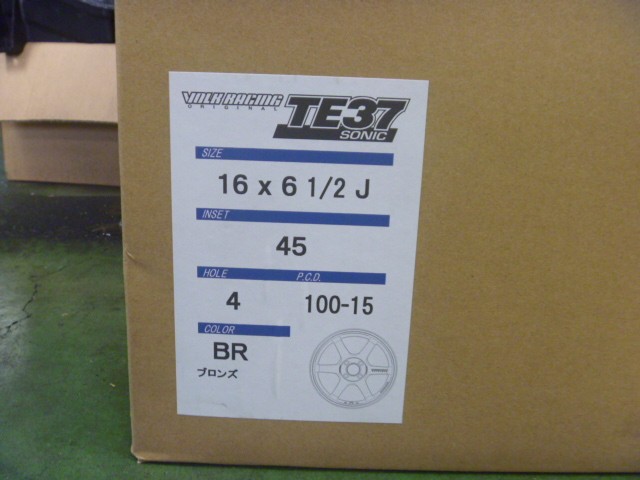 VOLK RACING
ORIGINAL
TE37
SONIC
SIZE
16 x 6 1/2 J
INSET
45
HOLE P.C.D.
4 100-15
COLOR
BR
ブロンズ